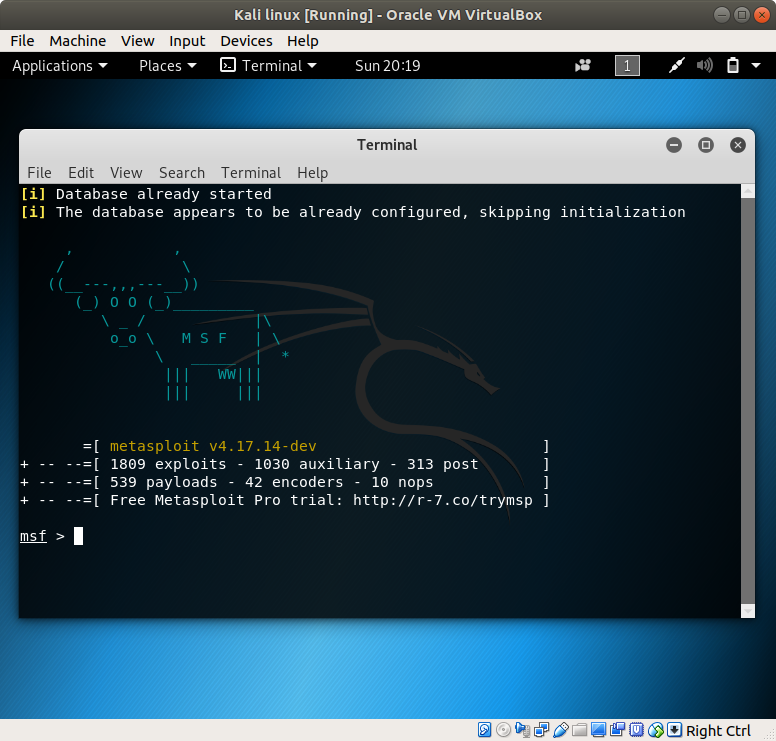 Kali linux [Running] - Oracle VM VirtualBox
File Machine View Input Devices Help
Applications Places Terminal Sun 20:19 1
Terminal
File Edit View Search Terminal Help
[i] Database already started
[i] The database appears to be already configured, skipping initialization
M S F
=[ metasploit v4.17.14-dev ]
+ -- --=[ 1809 exploits - 1030 auxiliary - 313 post ]
+ -- --=[ 539 payloads - 42 encoders - 10 nops ]
+ -- --=[ Free Metasploit Pro trial: http://r-7.co/trymsp ]
msf >
Right Ctrl